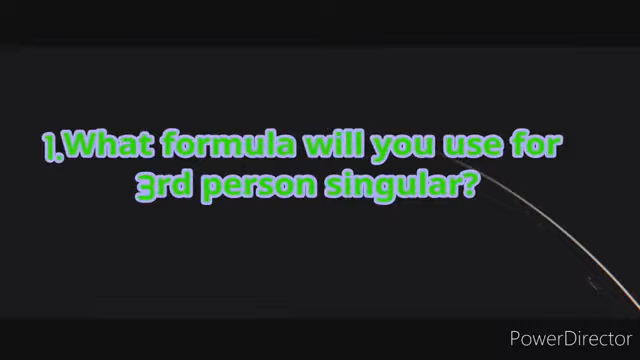 1.What formula will you use for
3rd person singular?
PowerDirector